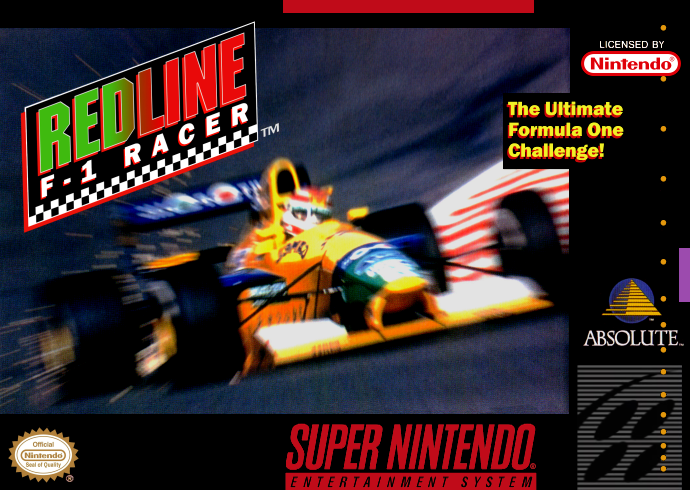 REDLINE
F-1 RACER
TM
LICENSED BY
Nintendo®
The Ultimate
Formula One
Challenge!
ABSOLUTE™
Official
Nintendo
Seal of Quality
®
SUPER NINTENDO®
ENTERTAINMENT SYSTEM